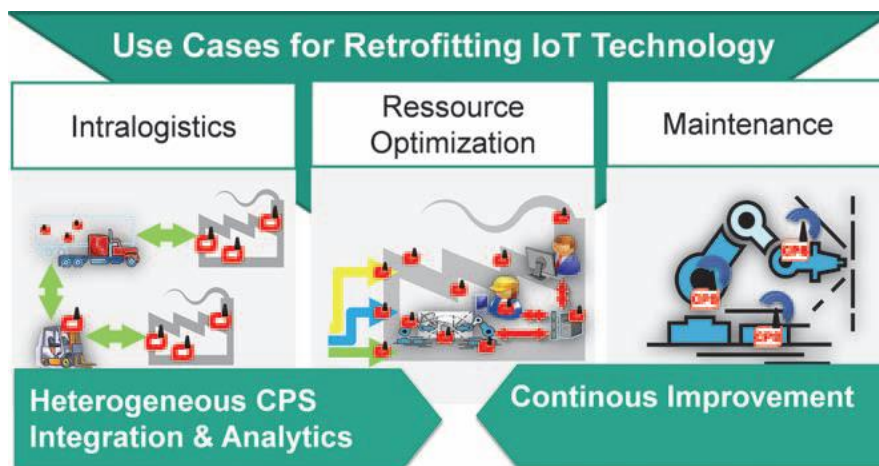 Use Cases for Retrofitting IoT Technology
Intralogistics
Ressource
Optimization
Maintenance
CPS
CPS
CPS
Heterogeneous CPS
Integration & Analytics
Continous Improvement